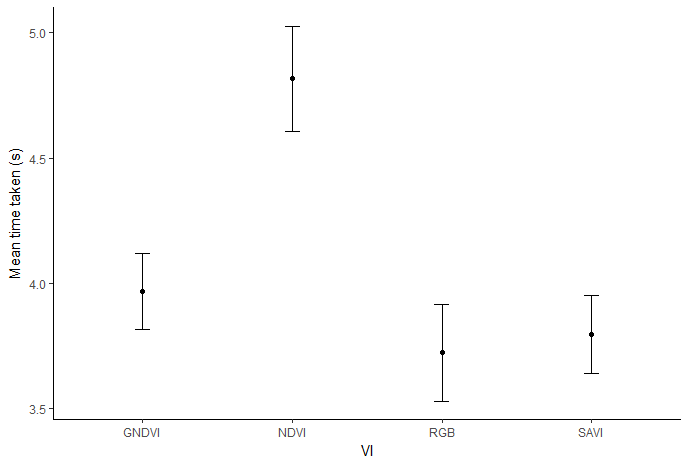 5.0
4.5
4.0
3.5
Mean time taken (s)
GNDVI
NDVI
RGB
SAVI
VI